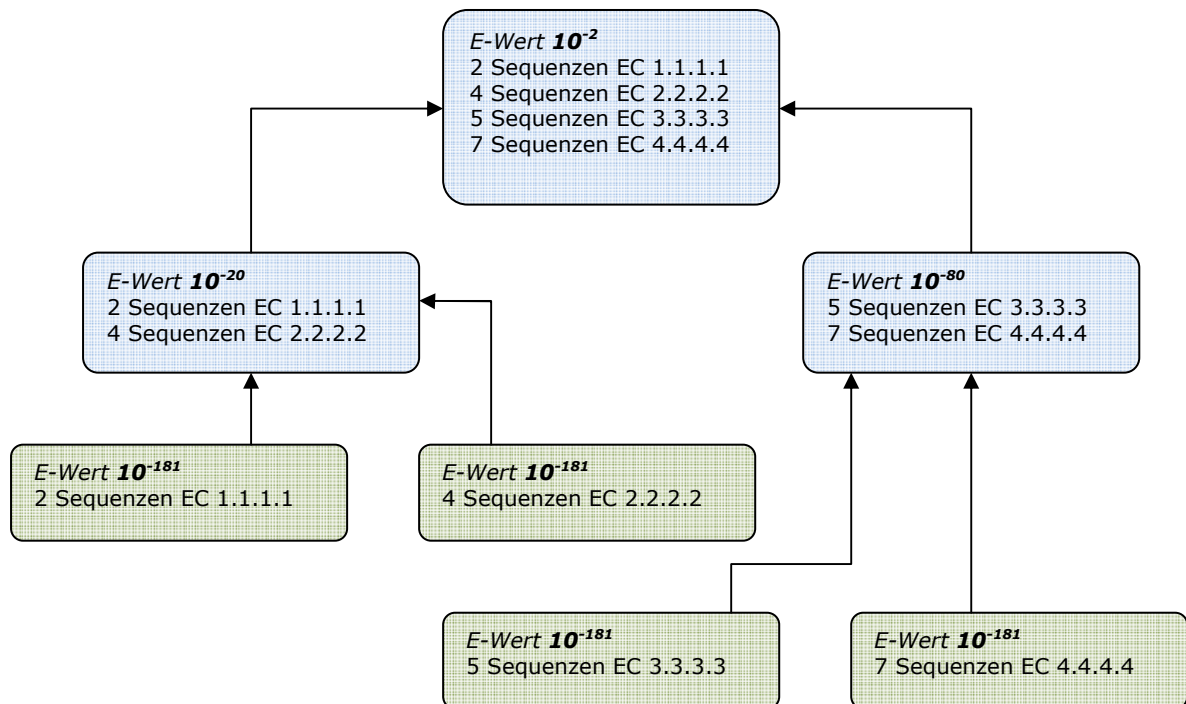 E-Wert 10⁻²
2 Sequenzen EC 1.1.1.1
4 Sequenzen EC 2.2.2.2
5 Sequenzen EC 3.3.3.3
7 Sequenzen EC 4.4.4.4
E-Wert 10⁻²⁰
2 Sequenzen EC 1.1.1.1
4 Sequenzen EC 2.2.2.2
E-Wert 10⁻⁸⁰
5 Sequenzen EC 3.3.3.3
7 Sequenzen EC 4.4.4.4
E-Wert 10⁻¹⁸¹
2 Sequenzen EC 1.1.1.1
E-Wert 10⁻¹⁸¹
4 Sequenzen EC 2.2.2.2
E-Wert 10⁻¹⁸¹
5 Sequenzen EC 3.3.3.3
E-Wert 10⁻¹⁸¹
7 Sequenzen EC 4.4.4.4